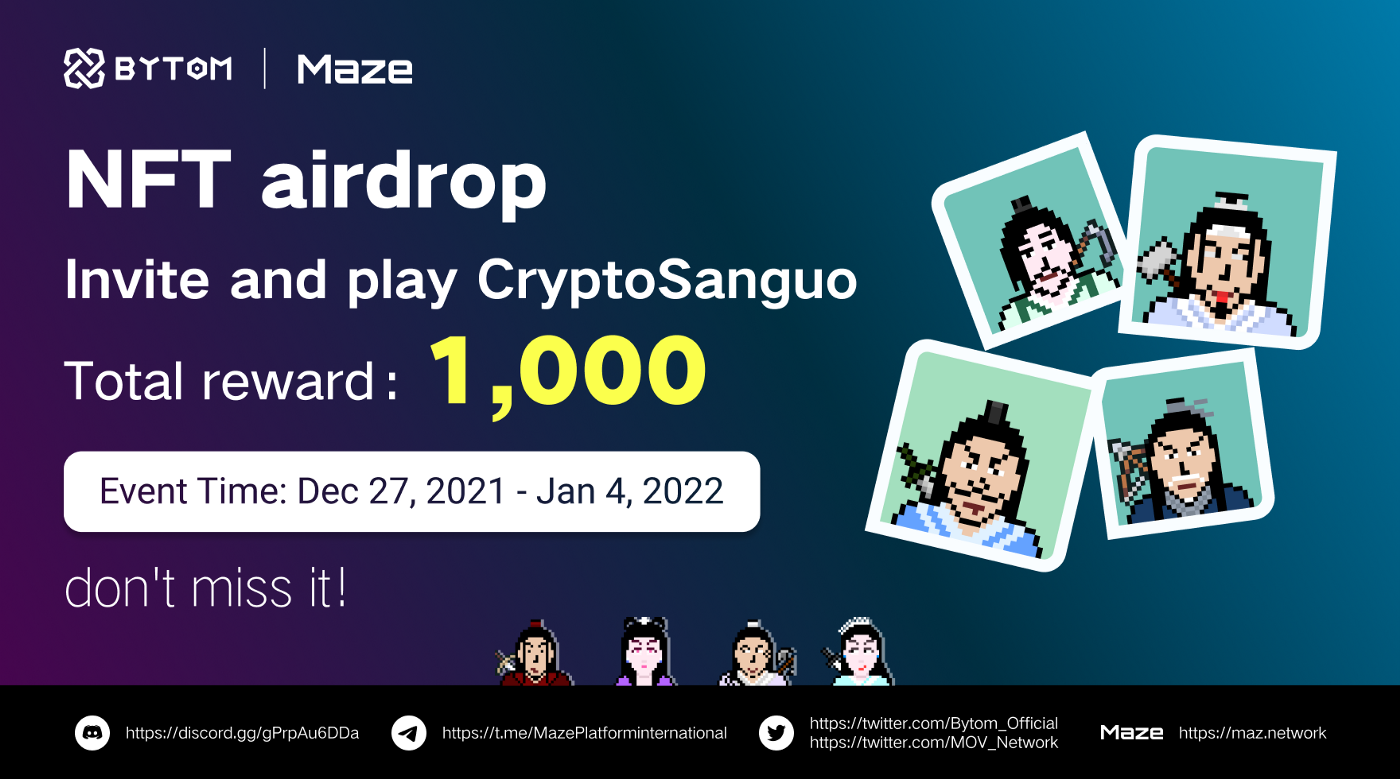 BYTOM | Maze
NFT airdrop
Invite and play CryptoSanguo
Total reward: 1,000
Event Time: Dec 27, 2021 - Jan 4, 2022
don't miss it!
https://discord.gg/gPrpAu6DDa
https://t.me/MazePlatforminternational
https://twitter.com/Bytom_Official
https://twitter.com/MOV_Network
Maze https://maz.network